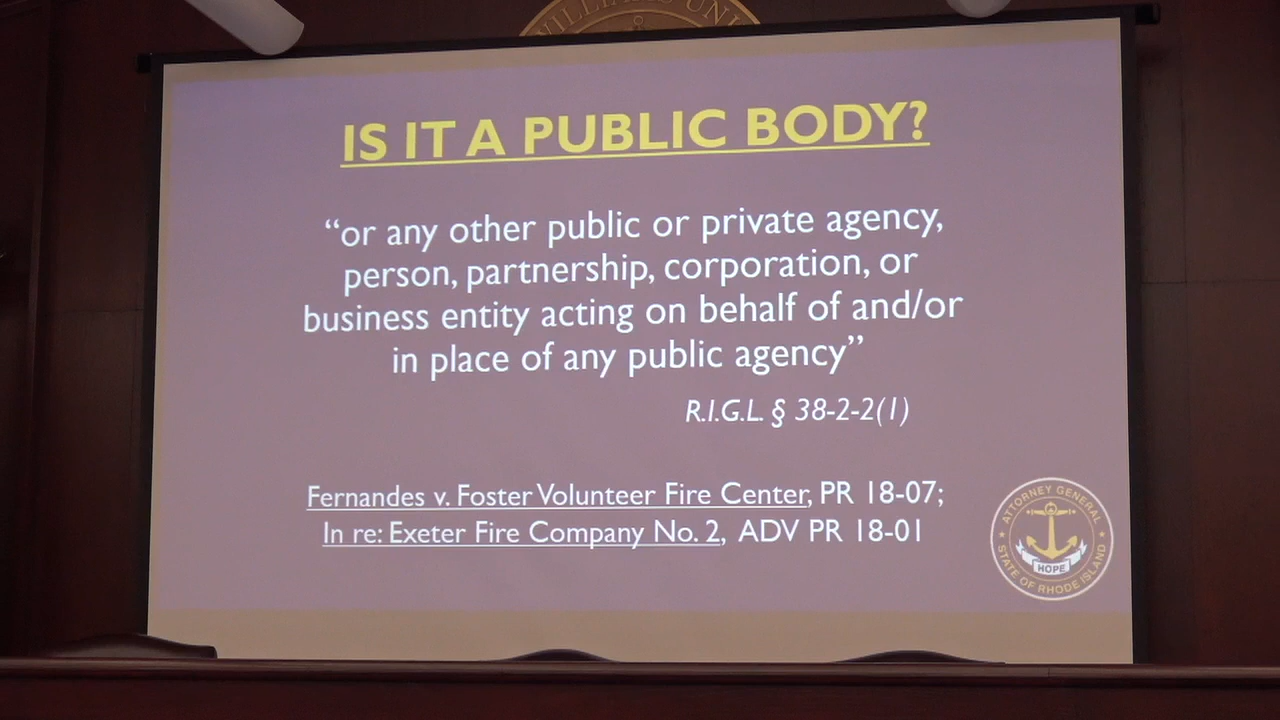 WILLIAMS UNI
IS IT A PUBLIC BODY?
“or any other public or private agency,
person, partnership, corporation, or
business entity acting on behalf of and/or
in place of any public agency”
R.I.G.L. § 38-2-2(1)
Fernandes v. Foster Volunteer Fire Center, PR 18-07;
In re: Exeter Fire Company No. 2, ADV PR 18-01
ATTORNEY GENERAL
HOPE
STATE OF RHODE ISLAND